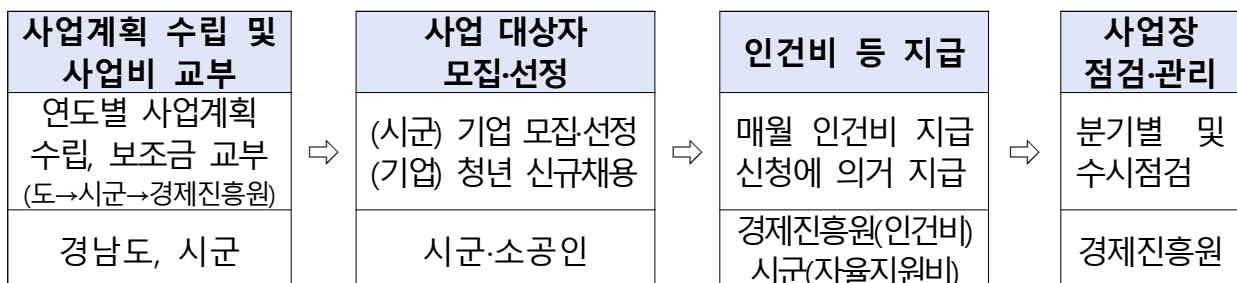 사업계획 수립 및
사업비 교부
연도별 사업계획
수립, 보조금 교부
(도→시군→경제진흥원)
경남도, 시군
⇨
사업 대상자
모집·선정
(시군) 기업 모집·선정
(기업) 청년 신규채용
시군·소공인
⇨
인건비 등 지급
매월 인건비 지급
신청에 의거 지급
경제진흥원(인건비)
시군(자율지원비)
⇨
사업장
점검·관리
분기별 및
수시점검
경제진흥원